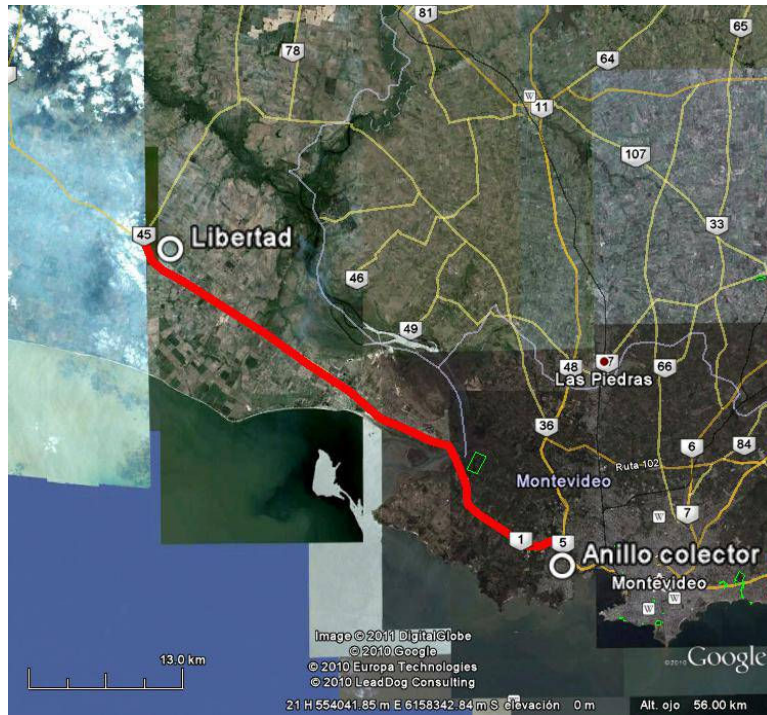 81
65
78
64
W
11
107
33
45
Libertad
46
49
48
7
Las Piedras
66
36
6
84
Ruta 102
Montevideo
W
7
1
5
Anillo colector
Montevideo
W
W
Image © 2011 DigitalGlobe
© 2010 Google
© 2010 Europa Technologies
© 2010 LeadDog Consulting
©2010 Google
13.0 km
21 H 554041.85 m E 6158342.84 m S elevación 0 m
Alt. ojo 56.00 km